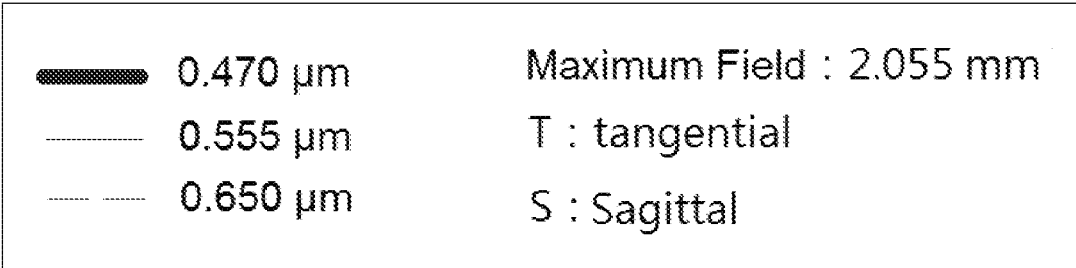 0.470 µm
0.555 µm
0.650 µm
Maximum Field : 2.055 mm
T : tangential
S : Sagittal